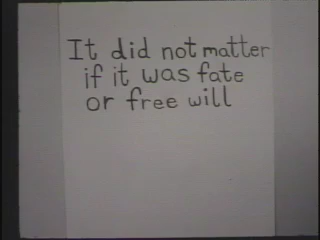 It did not matter
if it was fate
or free will